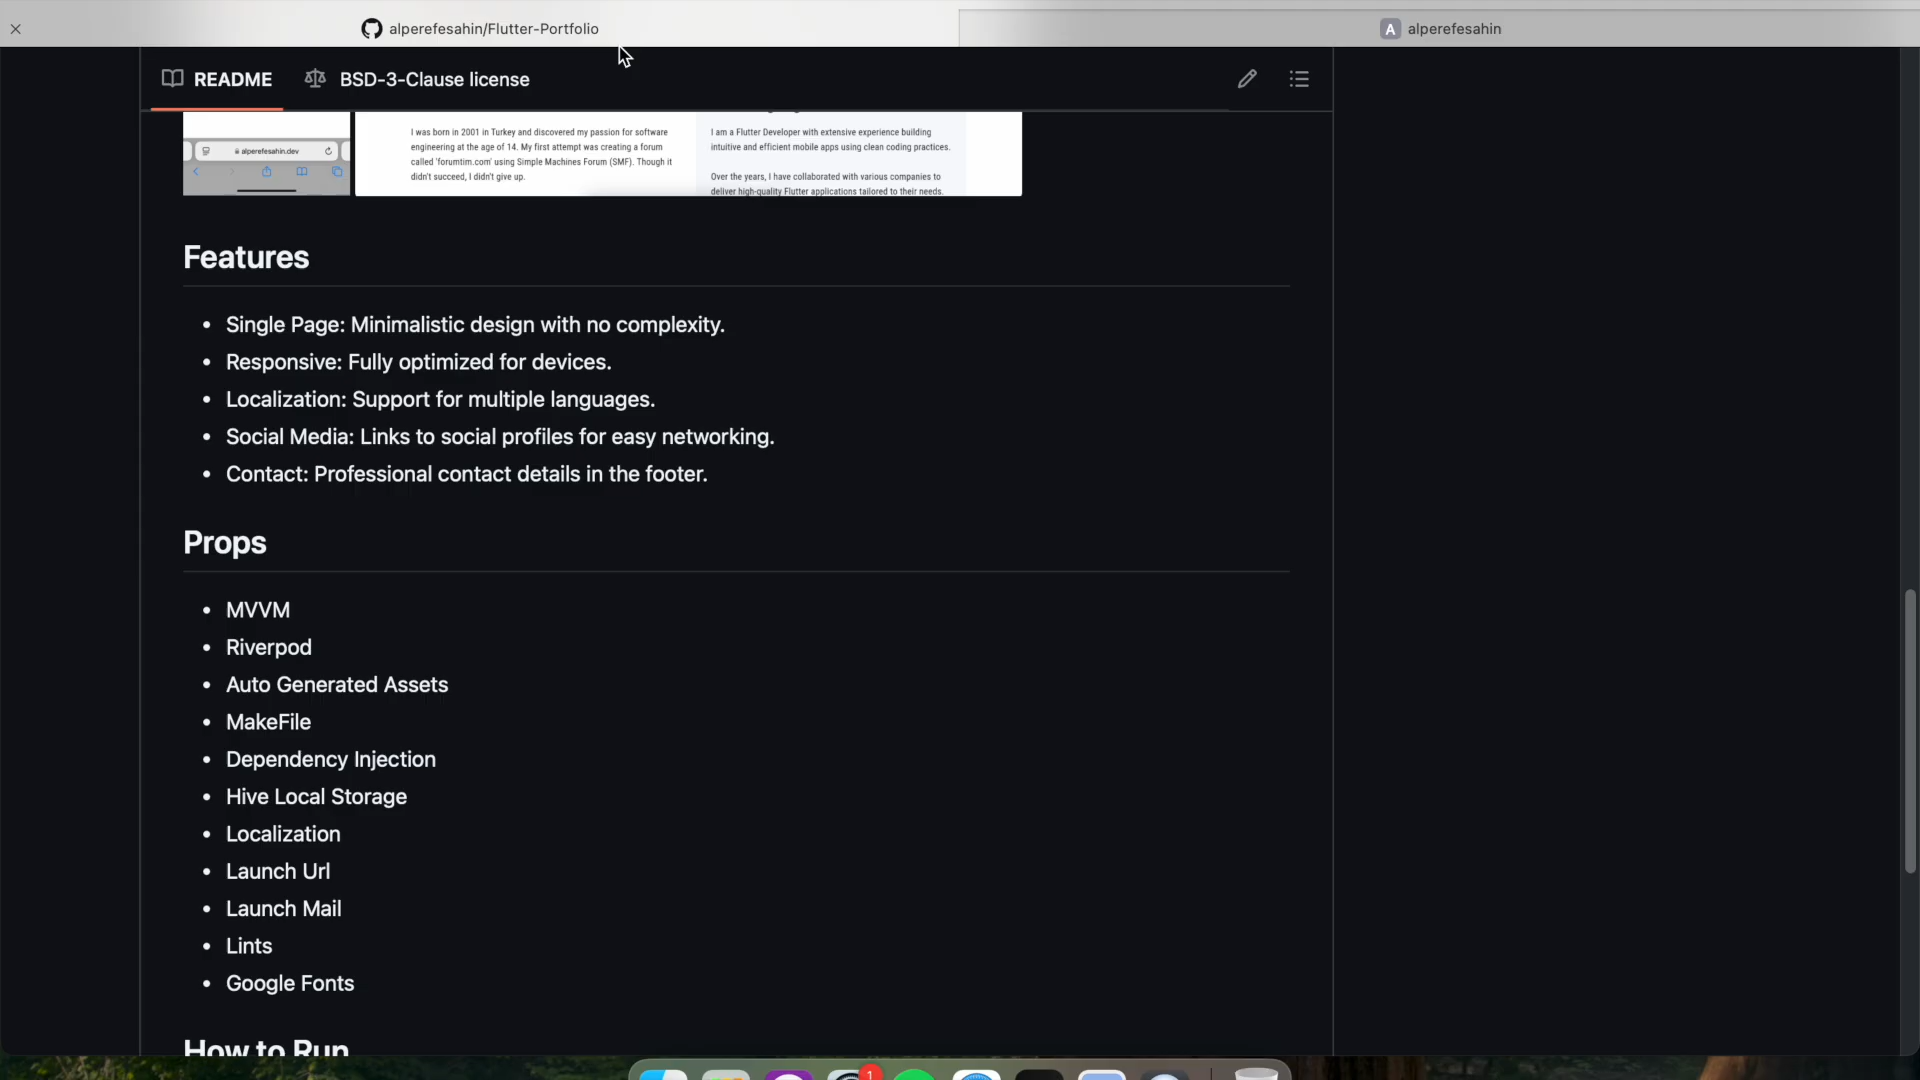 alperefesahin/Flutter-Portfolio
A alperefesahin
README
BSD-3-Clause license
alperefesahin.dev
I was born in 2001 in Turkey and discovered my passion for software
engineering at the age of 14. My first attempt was creating a forum
called 'forumtim.com' using Simple Machines Forum (SMF). Though it
didn't succeed, I didn't give up.
I am a Flutter Developer with extensive experience building
intuitive and efficient mobile apps using clean coding practices.
Over the years, I have collaborated with various companies to
deliver high-quality Flutter applications tailored to their needs.
Features
• Single Page: Minimalistic design with no complexity.
• Responsive: Fully optimized for devices.
• Localization: Support for multiple languages.
• Social Media: Links to social profiles for easy networking.
• Contact: Professional contact details in the footer.
Props
• MVVM
• Riverpod
• Auto Generated Assets
• MakeFile
• Dependency Injection
• Hive Local Storage
• Localization
• Launch Url
• Launch Mail
• Lints
• Google Fonts
How to Run
1